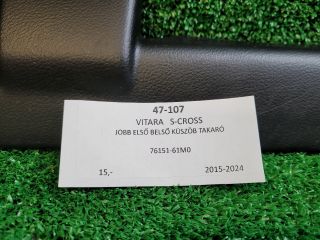 47-107
VITARA S-CROSS
JOBB ELSŐ BELSŐ KÜSZÖB TAKARÓ
76151-61M0
15,- 2015-2024